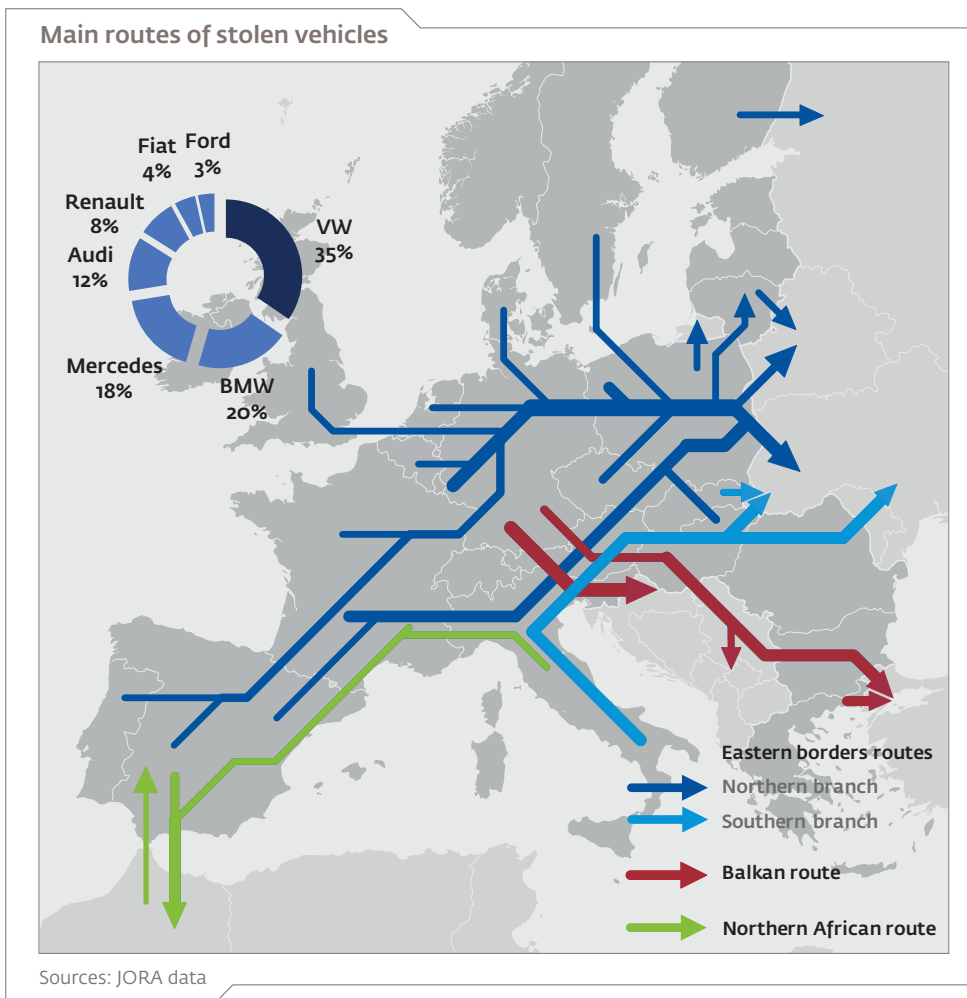 Main routes of stolen vehicles
Fiat
4%
Ford
3%
Renault
8%
VW
35%
Audi
12%
Mercedes
18%
BMW
20%
Eastern borders routes
Northern branch
Southern branch
Balkan route
Northern African route
Sources: JORA data